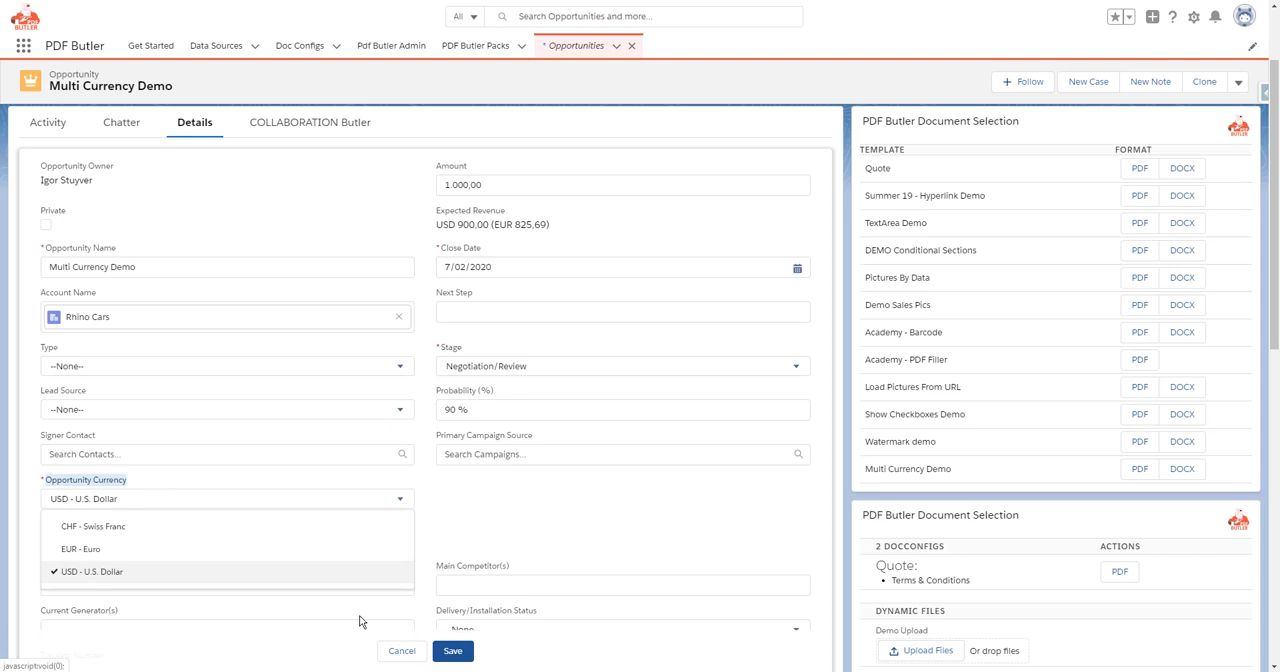 PDF
BUTLER
All
Search Opportunities and more...
PDF Butler
Get Started
Data Sources
Doc Configs
Pdf Butler Admin
PDF Butler Packs
* Opportunities
Opportunity
Multi Currency Demo
Follow
New Case
New Note
Clone
Activity
Chatter
Details
COLLABORATION Butler
Opportunity Owner
Igor Stuyver
Private
*Opportunity Name
Multi Currency Demo
Account Name
Rhino Cars
Type
--None--
Lead Source
--None--
Signer Contact
Search Contacts...
*Opportunity Currency
USD - U.S. Dollar
CHF - Swiss Franc
EUR - Euro
USD - U.S. Dollar
Current Generator(s)
Amount
1.000,00
Expected Revenue
USD 900,00 (EUR 825,69)
*Close Date
7/02/2020
Next Step
*Stage
Negotiation/Review
Probability (%)
90 %
Primary Campaign Source
Search Campaigns...
Main Competitor(s)
Delivery/Installation Status
Cancel
Save
javascript:void(0);
PDF Butler Document Selection
TEMPLATE FORMAT
Quote PDF DOCX
Summer 19 - Hyperlink Demo PDF DOCX
TextArea Demo PDF DOCX
DEMO Conditional Sections PDF DOCX
Pictures By Data PDF DOCX
Demo Sales Pics PDF DOCX
Academy - Barcode PDF DOCX
Academy - PDF Filler PDF
Load Pictures From URL PDF DOCX
Show Checkboxes Demo PDF DOCX
Watermark demo PDF DOCX
Multi Currency Demo PDF DOCX
PDF Butler Document Selection
2 DOCCONFIGS ACTIONS
Quote:
Terms & Conditions
PDF
DYNAMIC FILES
Demo Upload
Upload Files Or drop files